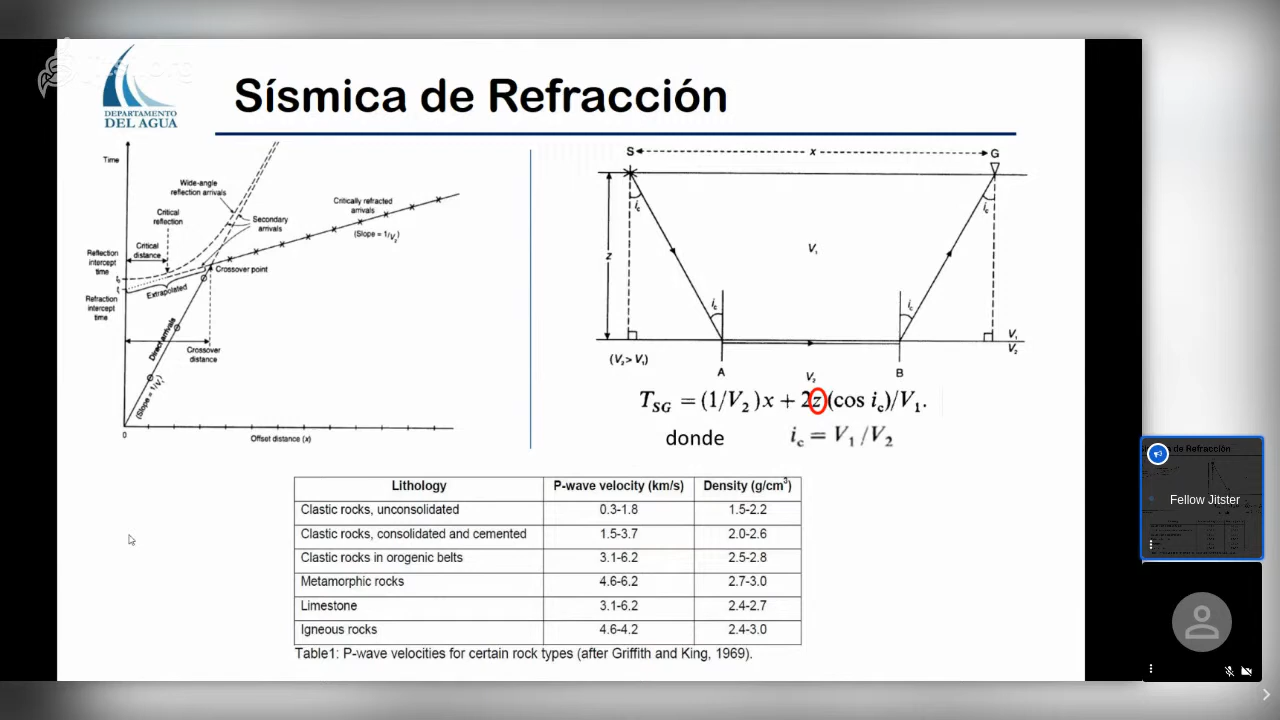 Sísmica de Refracción
DEPARTAMENTO
DEL AGUA
Time
Wide-angle
reflection arrivals
Critical
reflection
Critical
distance
Reflection
intercept
time
Refraction
intercept
time
Extrapolated
Secondary
arrivals
Critically refracted
arrivals
(Slope = 1/V₂)
Crossover point
Direct arrivals
(Slope = 1/V₁)
Crossover
distance
0
Offset distance (x)
S
x
G
i꜀
i꜀
z
V₁
i꜀
i꜀
V₁
V₂
(V₂> V₁)
A
B
V₂
T_SG = (1/V₂)x + 2z(cos i_c)/V₁.
donde
i_c = V₁/V₂
Lithology P-wave velocity (km/s) Density (g/cm³)
Clastic rocks, unconsolidated 0.3-1.8 1.5-2.2
Clastic rocks, consolidated and cemented 1.5-3.7 2.0-2.6
Clastic rocks in orogenic belts 3.1-6.2 2.5-2.8
Metamorphic rocks 4.6-6.2 2.7-3.0
Limestone 3.1-6.2 2.4-2.7
Igneous rocks 4.6-4.2 2.4-3.0
Table1: P-wave velocities for certain rock types (after Griffith and King, 1969).
Fellow Jitster